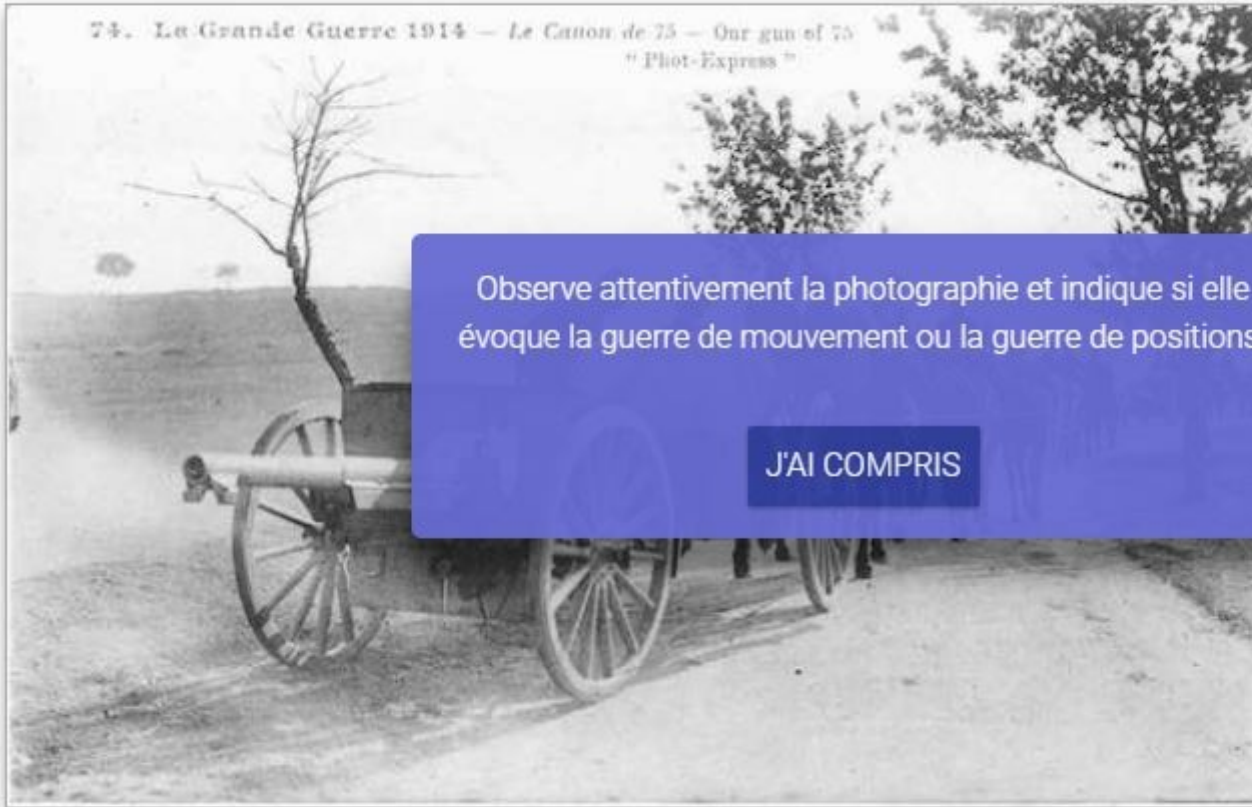 74. La Grande Guerre 1914 — Le Canon de 75 — Our gun of 75
"Phot-Express"
Observe attentivement la photographie et indique si elle
évoque la guerre de mouvement ou la guerre de positions
J'AI COMPRIS